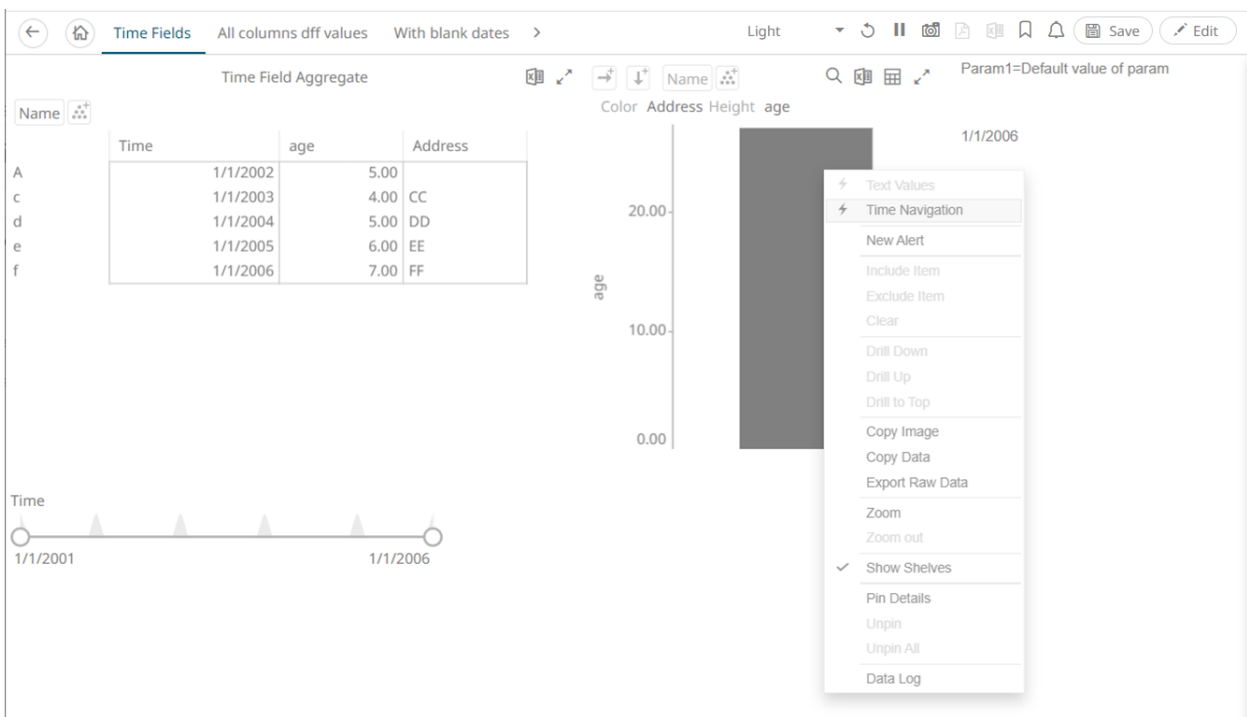 Time Fields All columns dff values With blank dates Light Save Edit
Time Field Aggregate
Name
Time age Address
A 1/1/2002 5.00
c 1/1/2003 4.00 CC
d 1/1/2004 5.00 DD
e 1/1/2005 6.00 EE
f 1/1/2006 7.00 FF
Time
1/1/2001 1/1/2006
Name
Color Address Height age
age
20.00
10.00
0.00
Param1=Default value of param
1/1/2006
Text Values
Time Navigation
New Alert
Include Item
Exclude Item
Clear
Drill Down
Drill Up
Drill to Top
Copy Image
Copy Data
Export Raw Data
Zoom
Zoom out
Show Shelves
Pin Details
Unpin
Unpin All
Data Log